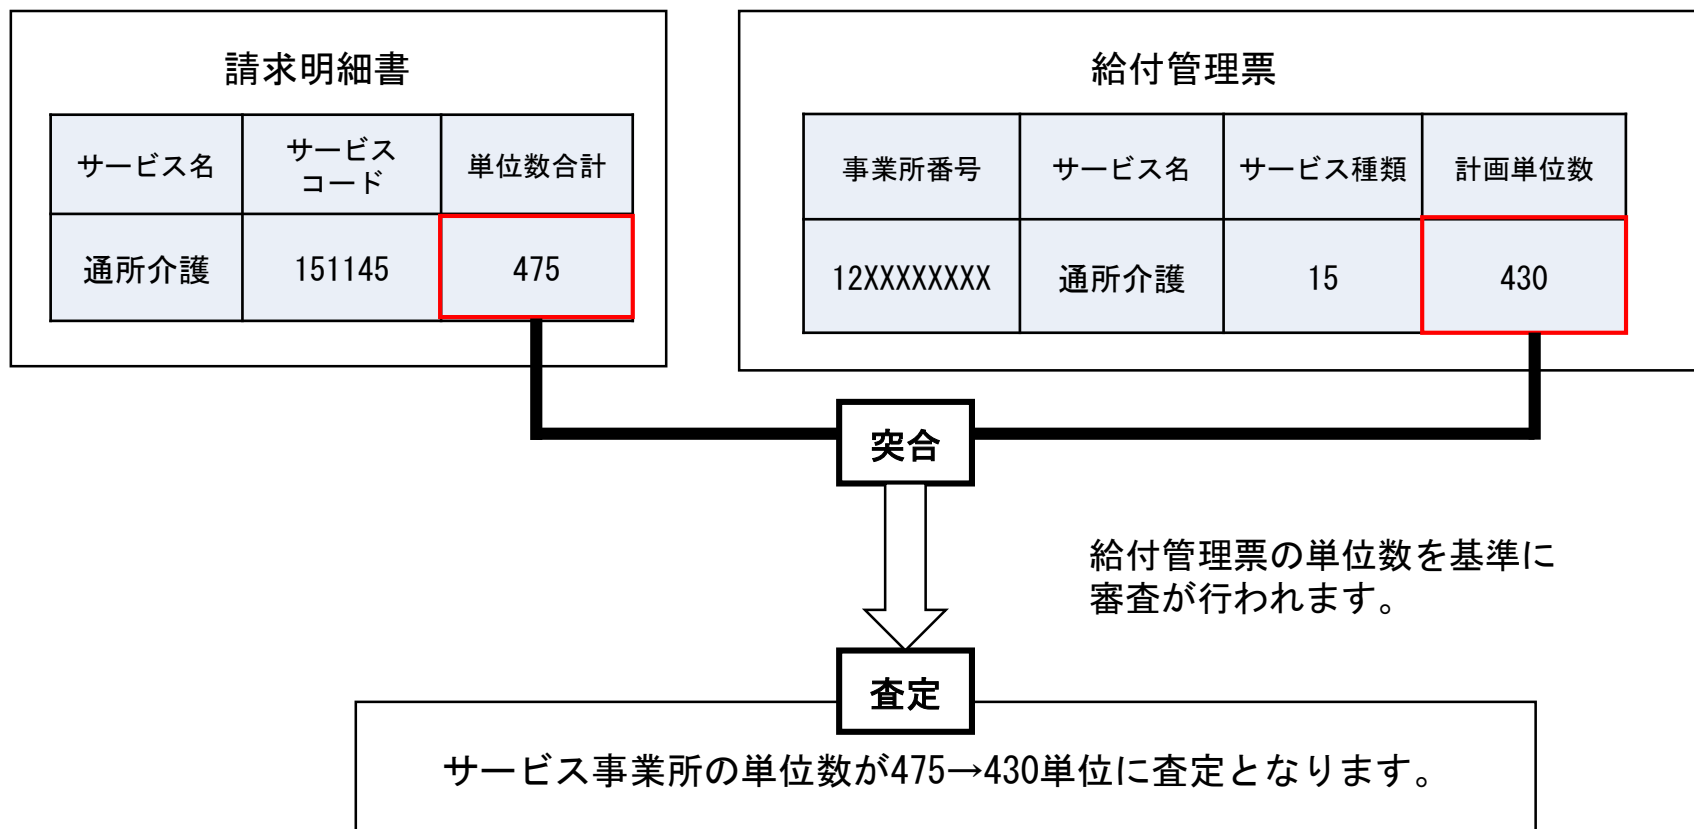 請求明細書
サービス名
サービス
コード
単位数合計
通所介護
151145
475
給付管理票
事業所番号
サービス名
サービス種類
計画単位数
12XXXXXXXX
通所介護
15
430
突合
給付管理票の単位数を基準に
審査が行われます。
査定
サービス事業所の単位数が475→430単位に査定となります。